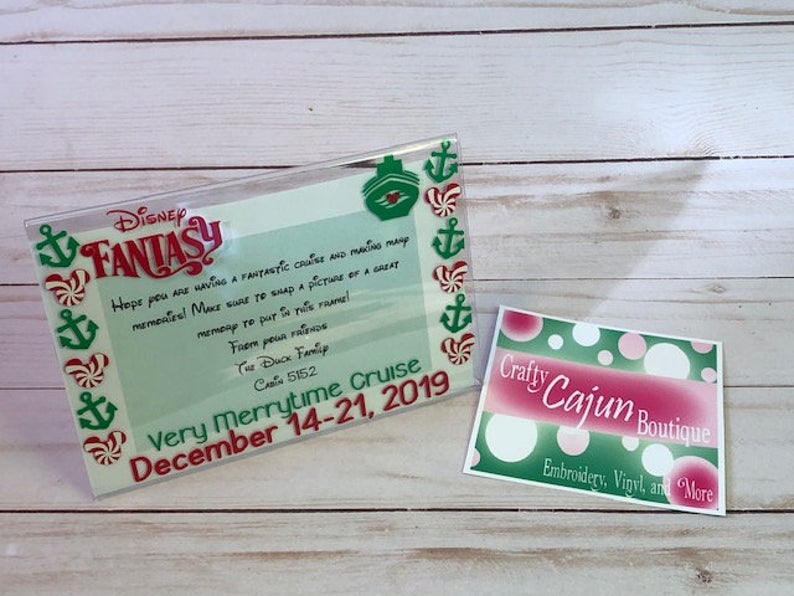 Disney
FANTASY
Hope you are having a fantastic cruise and making many
memories! Make sure to snap a picture of a great
memory to put in this frame!
From your friends
The Duck Family
Cabin 5152
Very Merrytime Cruise
December 14-21, 2019
Crafty
Cajun
Boutique
Embroidery, Vinyl, and More